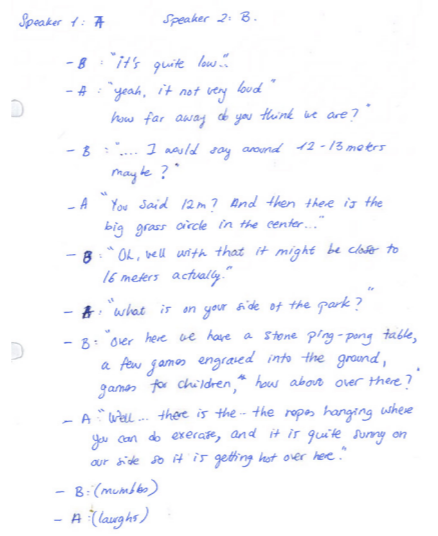 Speaker 1: A Speaker 2: B.
- B : "it's quite low.."
- A : "yeah, it not very loud"
how far away do you think we are?"
- B : ".... I would say around 12-13 meters
maybe?"
- A "You said 12m? And then there is the
big grass circle in the center..."
- B : "Oh, well with that it might be closer to
16 meters actually."
- A : "what is on your side of the park?"
- B: "Over here we have a stone ping-pong table,
a few games engraved into the ground,
games for children," how about over there?"
- A "Well... there is the -- the ropes hanging where
you can do exercise, and it is quite sunny on
our side so it is getting hot over here."
- B: (mumbles)
- A : (laughs)